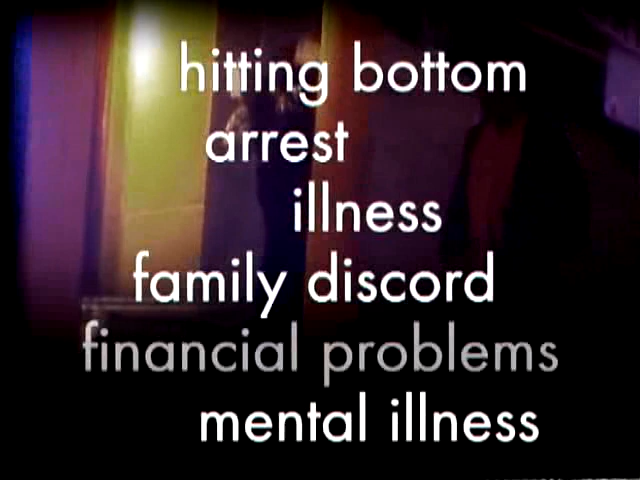 hitting bottom
arrest
illness
family discord
financial problems
mental illness